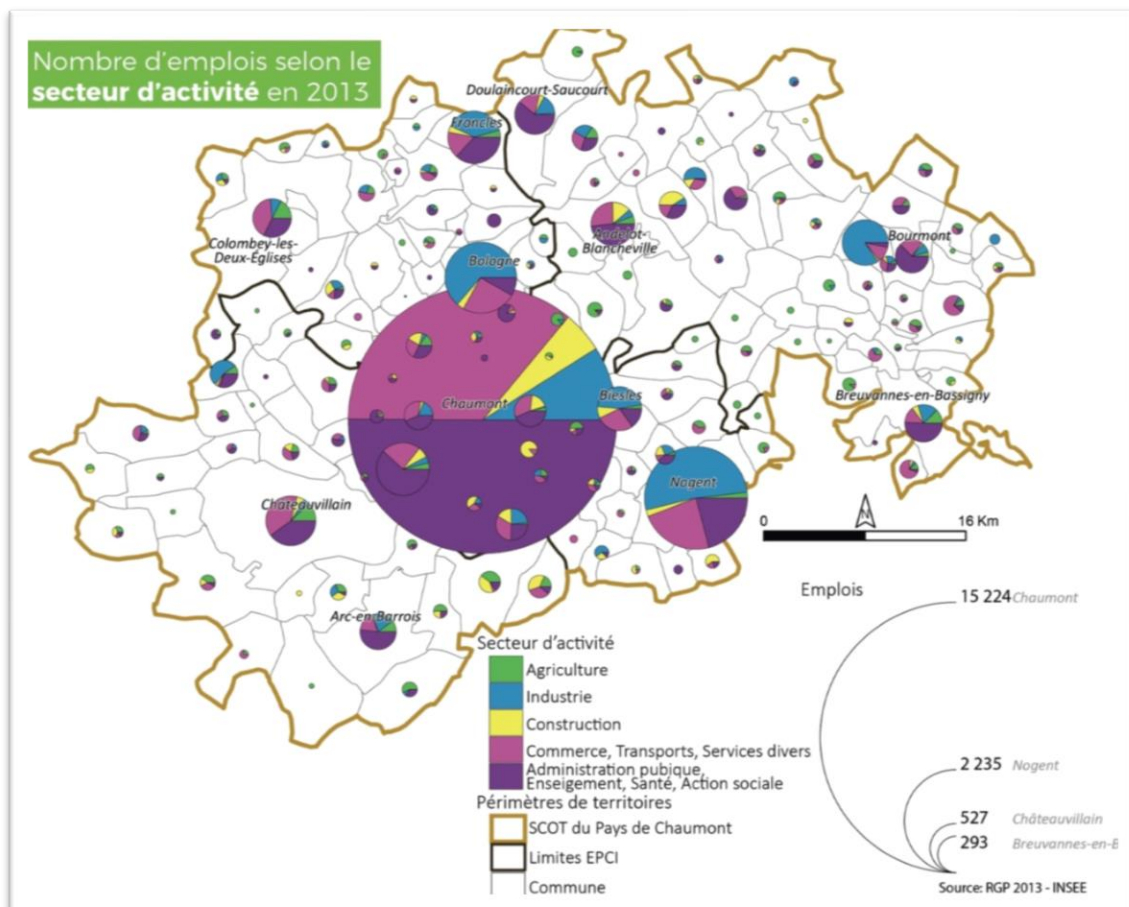 Nombre d'emplois selon le
secteur d'activité en 2013
Doulaincourt-Saucourt
Froncles
Colombey-les-
Deux-Églises
Andelot-
Blancheville
Bourmont
Bologne
Chaumont
Biesles
Breuvannes-en-Bassigny
Nogent
Châteauvillain
Arc-en-Barrois
N
0 16 Km
Emplois
15 224 Chaumont
2 235 Nogent
527 Châteauvillain
293 Breuvannes-en-B
Source: RGP 2013 - INSEE
Secteur d'activité
Agriculture
Industrie
Construction
Commerce, Transports, Services divers
Administration pubique,
Enseigement, Santé, Action sociale
Périmètres de territoires
SCOT du Pays de Chaumont
Limites EPCI
Commune